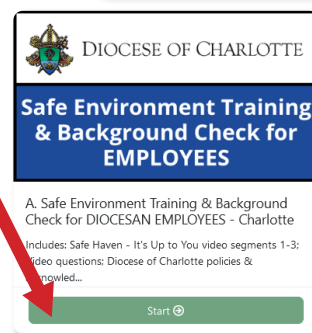 DIOCESE OF CHARLOTTE
Safe Environment Training
& Background Check for
EMPLOYEES
A. Safe Environment Training & Background
Check for DIOCESAN EMPLOYEES - Charlotte
Includes: Safe Haven - It's Up to You video segments 1-3;
questions; Diocese of Charlotte policies &
Start